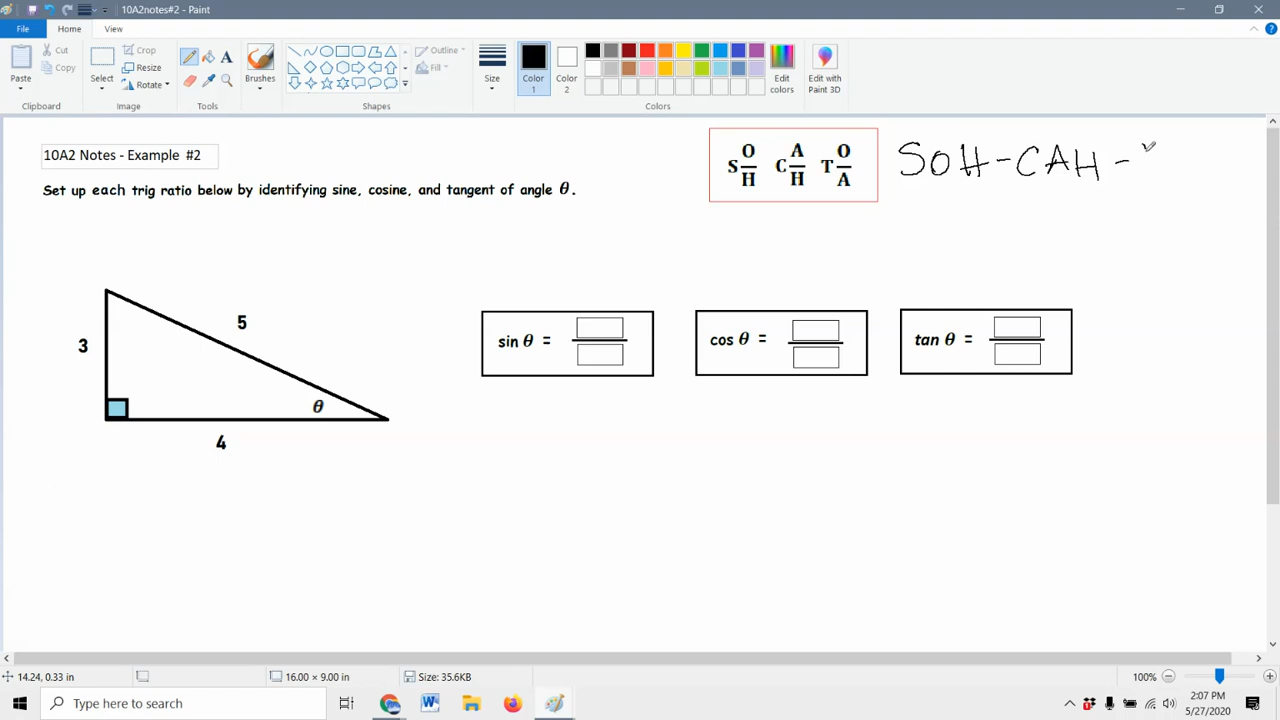 10A2notes#2 - Paint
File Home View
Paste Cut Copy Clipboard
Select Crop Resize Rotate Image
Tools
Brushes
Shapes Outline Fill
Size
Color 1
Color 2
Colors
Edit colors
Edit with Paint 3D
10A2 Notes - Example #2
Set up each trig ratio below by identifying sine, cosine, and tangent of angle θ.
S O/H C A/H T O/A
SOH-CAH-
3
5
θ
4
sin θ =
cos θ =
tan θ =
14.24, 0.33 in
16.00 × 9.00 in
Size: 35.6KB
100%
Type here to search
2:07 PM
5/27/2020